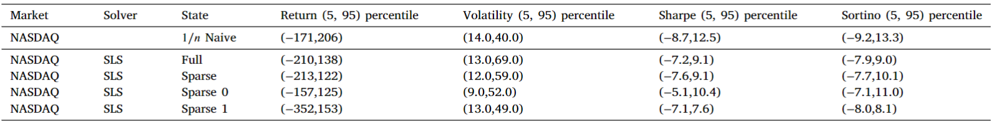 Market Solver State Return (5, 95) percentile Volatility (5, 95) percentile Sharpe (5, 95) percentile Sortino (5, 95) percentile
NASDAQ 1/n Naive (−171,206) (14.0,40.0) (−8.7,12.5) (−9.2,13.3)
NASDAQ SLS Full (−210,138) (13.0,69.0) (−7.2,9.1) (−7.9,9.0)
NASDAQ SLS Sparse (−213,122) (12.0,59.0) (−7.6,9.1) (−7.7,10.1)
NASDAQ SLS Sparse 0 (−157,125) (9.0,52.0) (−5.1,10.4) (−7.1,11.0)
NASDAQ SLS Sparse 1 (−352,153) (13.0,49.0) (−7.1,7.6) (−8.0,8.1)